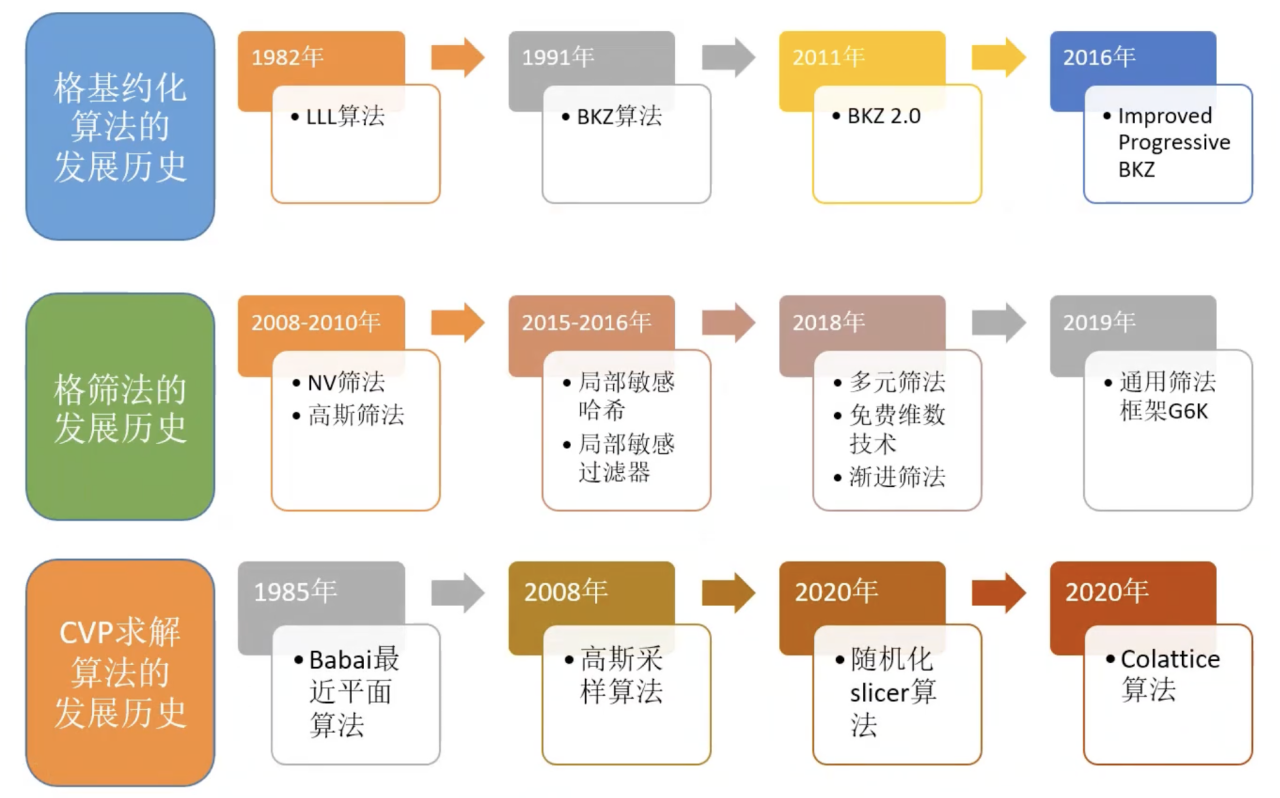 格基约化
算法的
发展历史
1982年
• LLL算法
1991年
• BKZ算法
2011年
• BKZ 2.0
2016年
• Improved
Progressive
BKZ
格筛法的
发展历史
2008-2010年
• NV筛法
• 高斯筛法
2015-2016年
• 局部敏感
哈希
• 局部敏感
过滤器
2018年
• 多元筛法
• 免费维数
技术
• 渐进筛法
2019年
• 通用筛法
框架G6K
CVP求解
算法的
发展历史
1985年
• Babai最
近平面
算法
2008年
• 高斯采
样算法
2020年
• 随机化
slicer算
法
2020年
• Colattice
算法